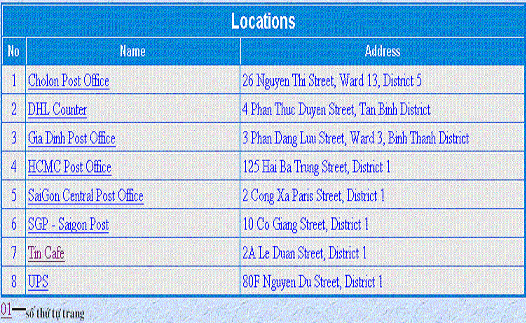 Locations
No Name Address
1 Cholon Post Office 26 Nguyen Thi Street, Ward 13, District 5
2 DHL Counter 4 Phan Thuc Duyen Street, Tan Binh District
3 Gia Dinh Post Office 3 Phan Dang Luu Street, Ward 3, Binh Thanh District
4 HCMC Post Office 125 Hai Ba Trung Street, District 1
5 SaiGon Central Post Office 2 Cong Xa Paris Street, District 1
6 SGP - Saigon Post 10 Co Giang Street, District 1
7 Tin Cafe 2A Le Duan Street, District 1
8 UPS 80F Nguyen Du Street, District 1
01 số thứ tự trang